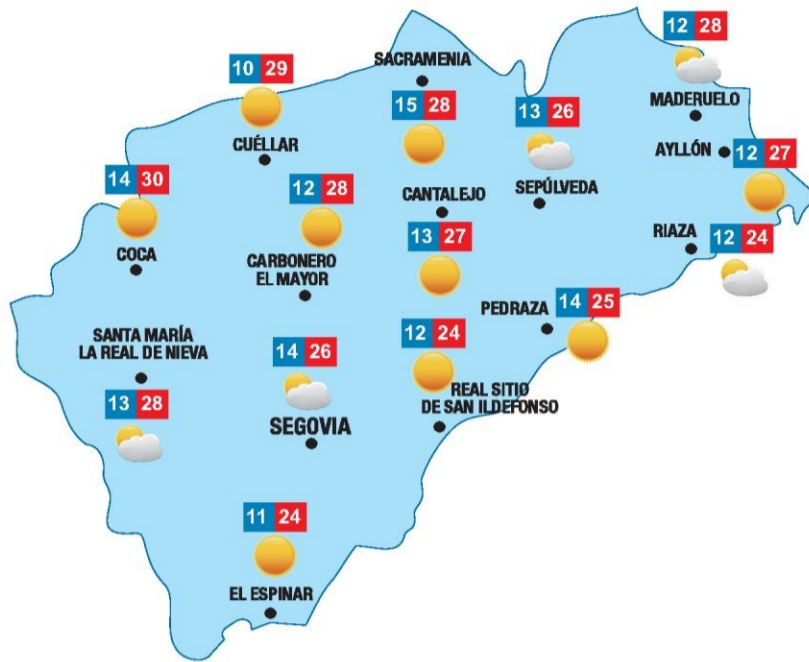 12 28
MADERUELO
10 29
CUÉLLAR
SACRAMENIA
15 28
13 26
SEPÚLVEDA
AYLLÓN
12 27
14 30
COCA
12 28
CARBONERO
EL MAYOR
CANTALEJO
13 27
RIAZA
12 24
PEDRAZA
14 25
SANTA MARÍA
LA REAL DE NIEVA
13 28
14 26
SEGOVIA
12 24
REAL SITIO
DE SAN ILDEFONSO
11 24
EL ESPINAR